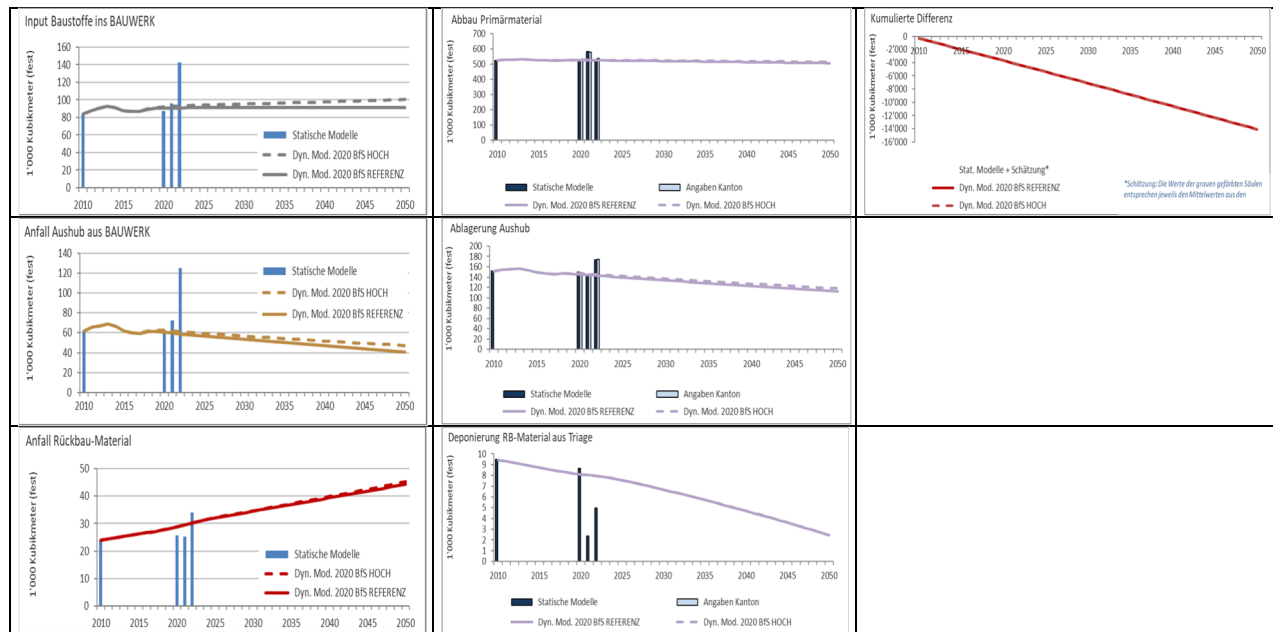 Input Baustoffe ins BAUWERK
1'000 Kubikmeter (fest)
160
140
120
100
80
60
40
20
0
Statische Modelle
Dyn. Mod. 2020 BfS HOCH
Dyn. Mod. 2020 BfS REFERENZ
2010 2015 2020 2025 2030 2035 2040 2045 2050
Abbau Primärmaterial
1'000 Kubikmeter (fest)
700
600
500
400
300
200
100
0
2010 2015 2020 2025 2030 2035 2040 2045 2050
Statische Modelle Angaben Kanton
Dyn. Mod. 2020 BfS REFERENZ Dyn. Mod. 2020 BfS HOCH
Kumulierte Differenz
1'000 Kubikmeter (fest)
0
-2'000
-4'000
-6'000
-8'000
-10'000
-12'000
-14'000
-16'000
2010 2015 2020 2025 2030 2035 2040 2045 2050
Stat. Modelle + Schätzung*
Dyn. Mod. 2020 BfS REFERENZ
Dyn. Mod. 2020 BfS HOCH
*Schätzung: Die Werte der grauen gefärbten Säulen
entsprechen jeweils den Mittelwerten aus den
Anfall Aushub aus BAUWERK
1'000 Kubikmeter (fest)
140
120
100
80
60
40
20
0
Statische Modelle
Dyn. Mod. 2020 BfS HOCH
Dyn. Mod. 2020 BfS REFERENZ
2010 2015 2020 2025 2030 2035 2040 2045 2050
Ablagerung Aushub
1'000 Kubikmeter (fest)
200
180
160
140
120
100
80
60
40
20
0
2010 2015 2020 2025 2030 2035 2040 2045 2050
Statische Modelle Angaben Kanton
Dyn. Mod. 2020 BfS REFERENZ Dyn. Mod. 2020 BfS HOCH
Anfall Rückbau-Material
1'000 Kubikmeter (fest)
50
40
30
20
10
0
Statische Modelle
Dyn. Mod. 2020 BfS HOCH
Dyn. Mod. 2020 BfS REFERENZ
2010 2015 2020 2025 2030 2035 2040 2045 2050
Deponierung RB-Material aus Triage
1'000 Kubikmeter (fest)
10
9
8
7
6
5
4
3
2
1
0
2010 2015 2020 2025 2030 2035 2040 2045 2050
Statische Modelle Angaben Kanton
Dyn. Mod. 2020 BfS REFERENZ Dyn. Mod. 2020 BfS HOCH